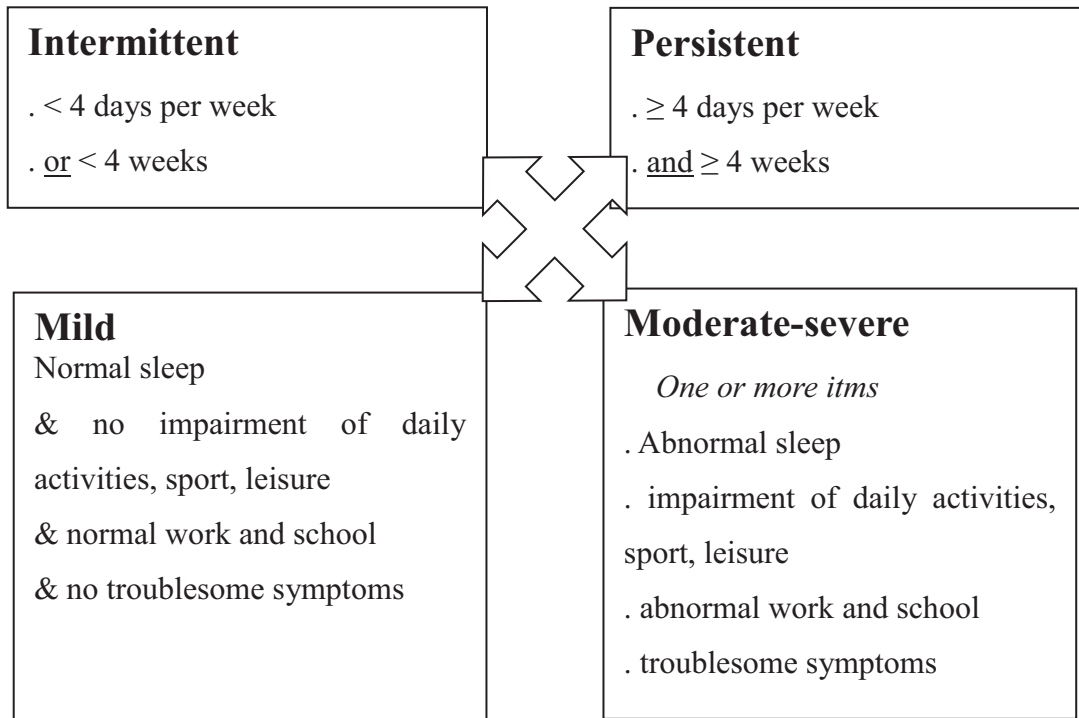 Intermittent
. < 4 days per week
. or < 4 weeks
Persistent
. ≥ 4 days per week
. and ≥ 4 weeks
Mild
Normal sleep
& no impairment of daily
activities, sport, leisure
& normal work and school
& no troublesome symptoms
Moderate-severe
One or more itms
. Abnormal sleep
. impairment of daily activities,
sport, leisure
. abnormal work and school
. troublesome symptoms